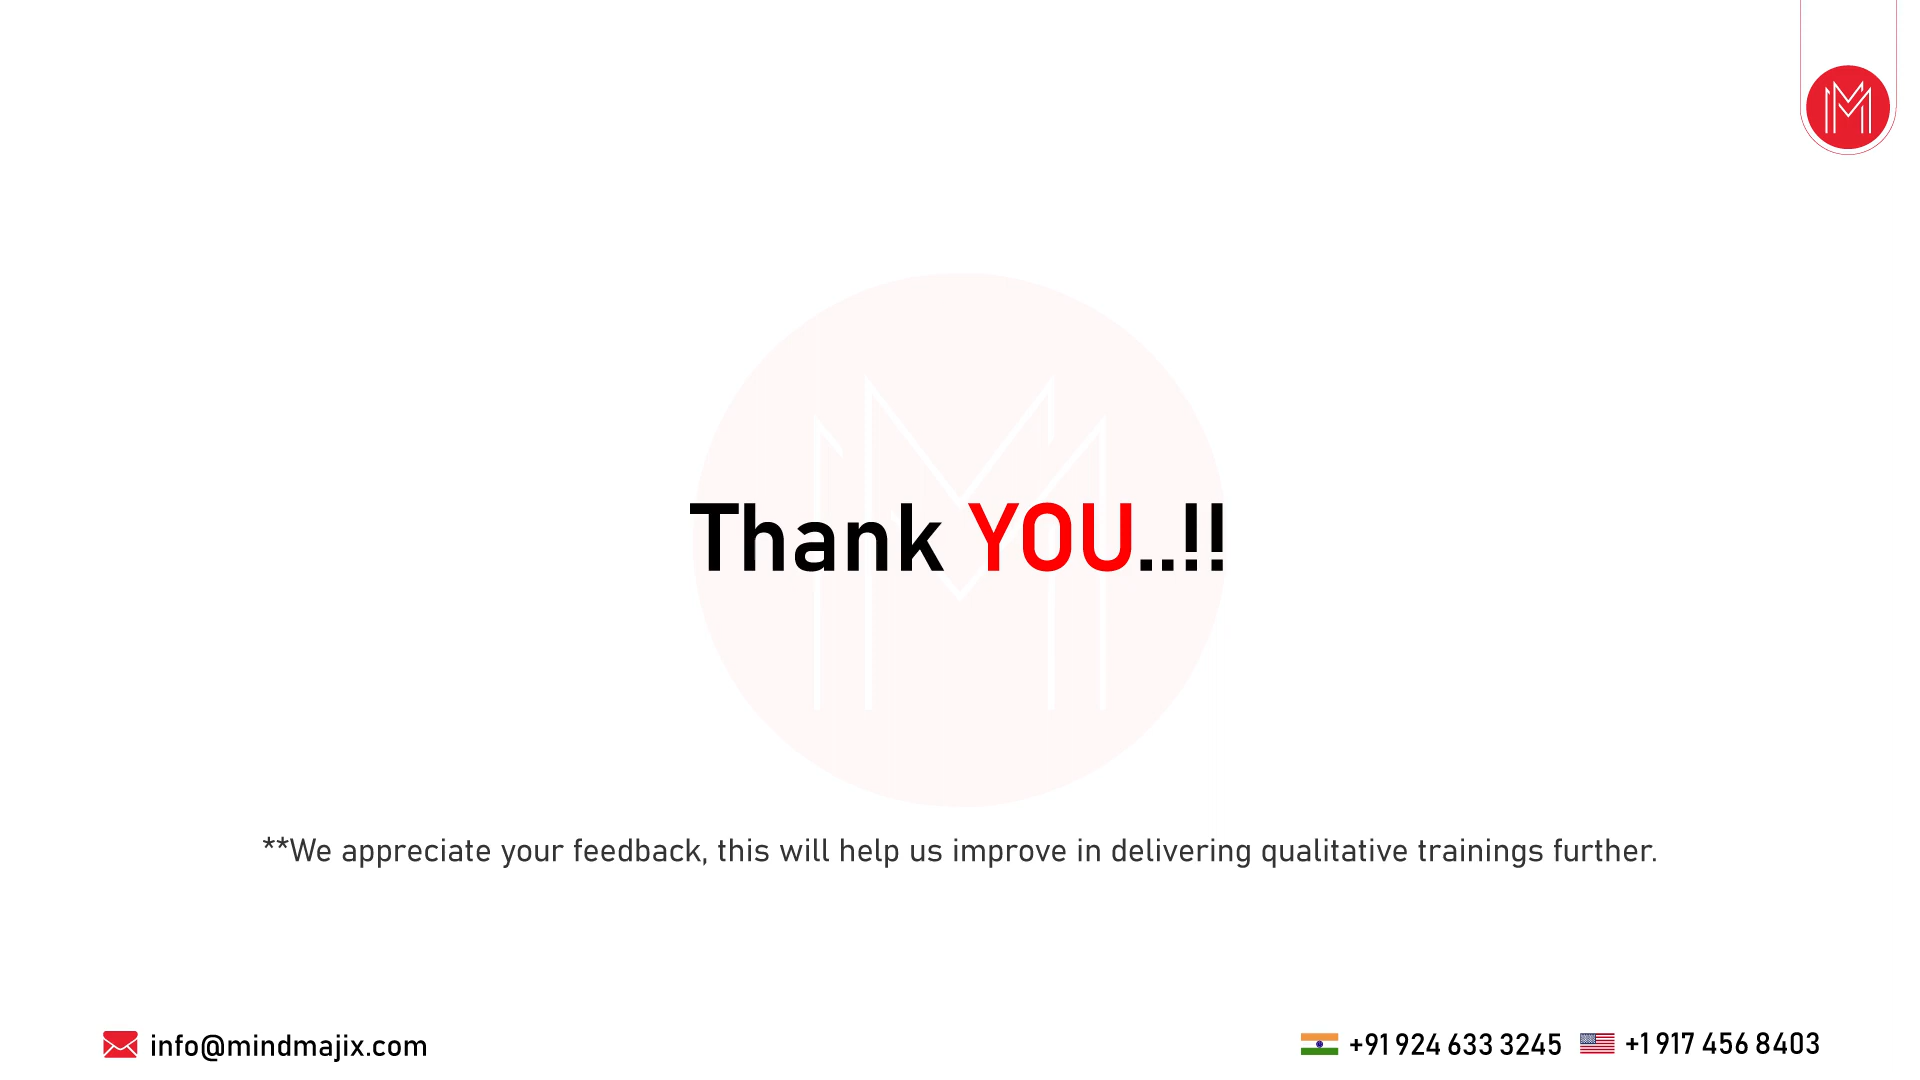 Thank YOU..!!
**We appreciate your feedback, this will help us improve in delivering qualitative trainings further.
info@mindmajix.com
+91 924 633 3245
+1 917 456 8403